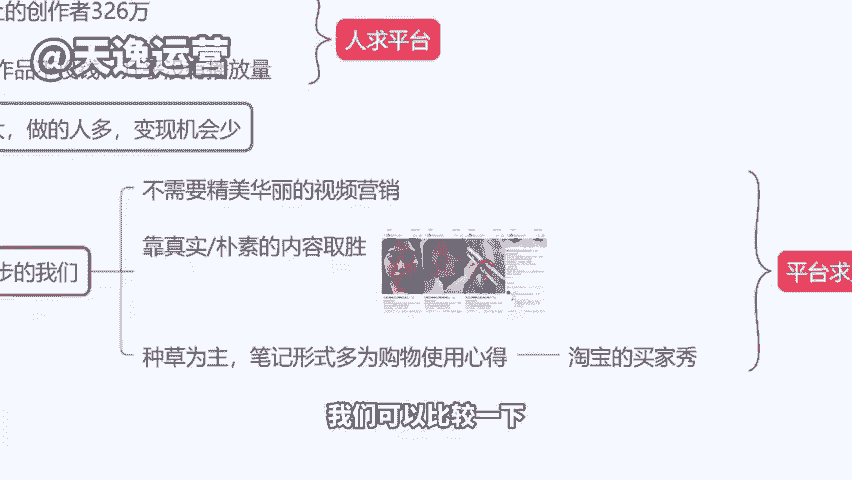 上的创作者326万
人求平台
@天逸运营
作品
播放量
大，做的人多，变现机会少
不需要精美华丽的视频营销
靠真实/朴素的内容取胜
步的我们
平台求
种草为主，笔记形式多为购物使用心得
淘宝的买家秀
我们可以比较一下